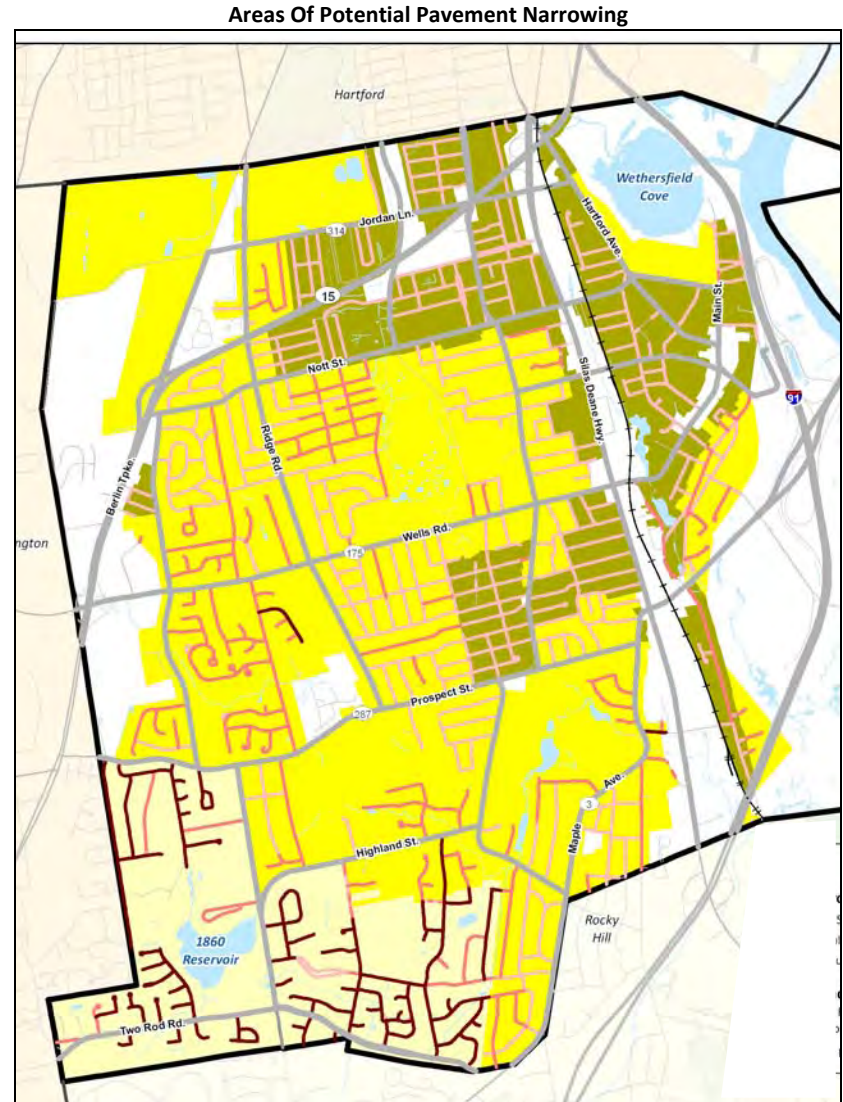 Areas Of Potential Pavement Narrowing
Hartford
Wethersfield
Cove
Hartford Ave.
Jordan Ln.
314
15
Main St.
Nott St.
Silas Deane Hwy.
91
Ridge Rd.
Berlin Tpke.
ngton
Wells Rd.
175
Prospect St.
287
Ave.
3
Maple
Highland St.
Rocky
Hill
1860
Reservoir
Two Rod Rd.